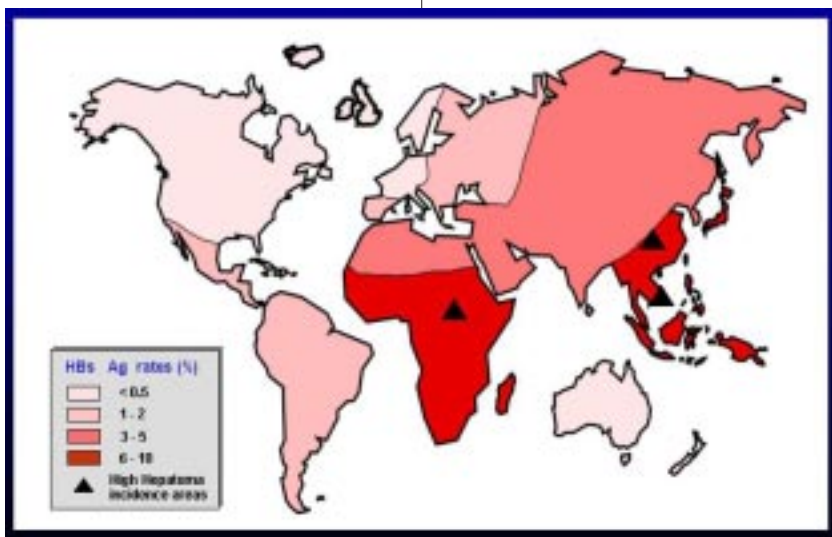 HBs Ag rates (%)
< 0.5
1 - 2
3 - 5
6 - 10
High Hepatoma
incidence areas